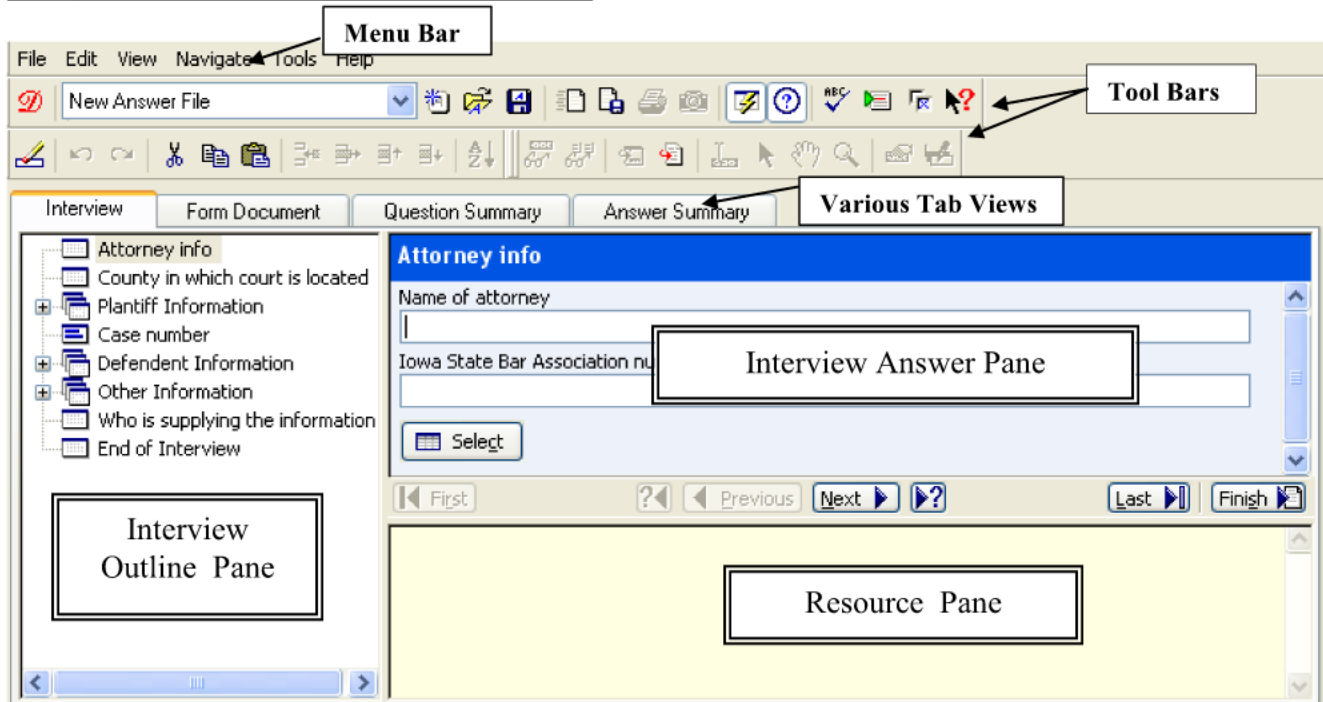 Menu Bar
File Edit View Navigate Tools Help
New Answer File
ABC
Tool Bars
Interview Form Document Question Summary Answer Summary
Various Tab Views
Attorney info
County in which court is located
Plantiff Information
Case number
Defendent Information
Other Information
Who is supplying the information
End of Interview
Interview
Outline Pane
Attorney info
Name of attorney
Iowa State Bar Association nu
Interview Answer Pane
Select
First Previous Next Last Finish
Resource Pane